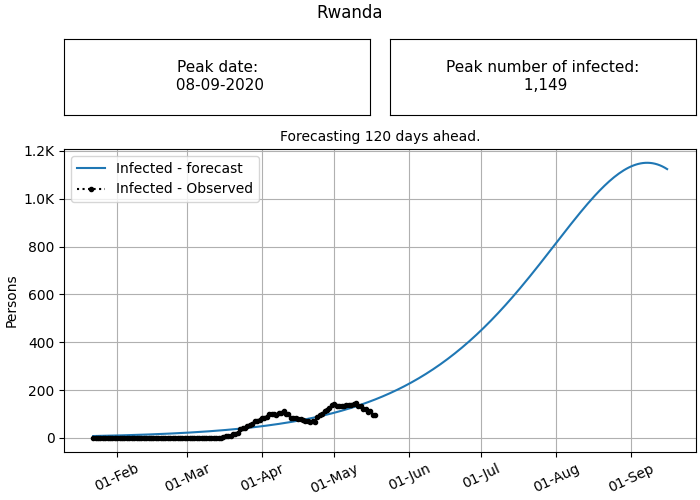 Rwanda
Peak date:
08-09-2020
Peak number of infected:
1,149
Forecasting 120 days ahead.
Infected - forecast
Infected - Observed
Persons
1.2K
1.0K
800
600
400
200
0
01-Feb
01-Mar
01-Apr
01-May
01-Jun
01-Jul
01-Aug
01-Sep